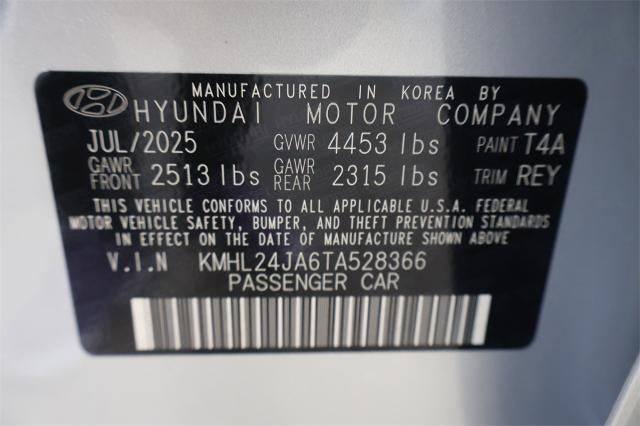 MANUFACTURED IN KOREA BY
HYUNDAI MOTOR COMPANY
JUL/2025 GVWR 4453 lbs PAINT T4A
GAWR FRONT 2513 lbs GAWR REAR 2315 lbs TRIM REY
THIS VEHICLE CONFORMS TO ALL APPLICABLE U.S.A. FEDERAL
MOTOR VEHICLE SAFETY, BUMPER, AND THEFT PREVENTION STANDARDS
IN EFFECT ON THE DATE OF MANUFACTURE SHOWN ABOVE
V.I.N KMHL24JA6TA528366
PASSENGER CAR